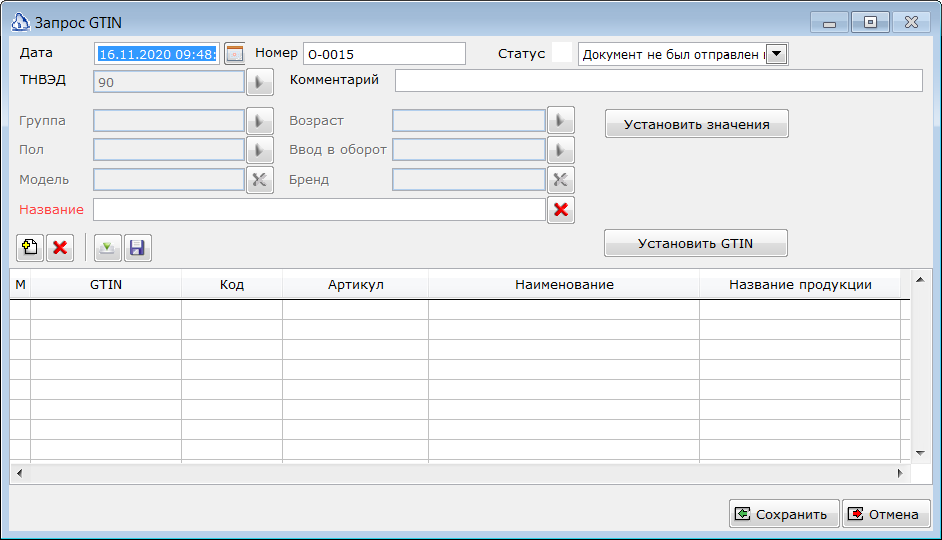 Запрос GTIN
Дата 16.11.2020 09:48: Номер О-0015 Статус Документ не был отправлен
ТНВЭД 90 Комментарий
Группа Возраст Установить значения
Пол Ввод в оборот
Модель Бренд
Название
Установить GTIN
М GTIN Код Артикул Наименование Название продукции
Сохранить Отмена